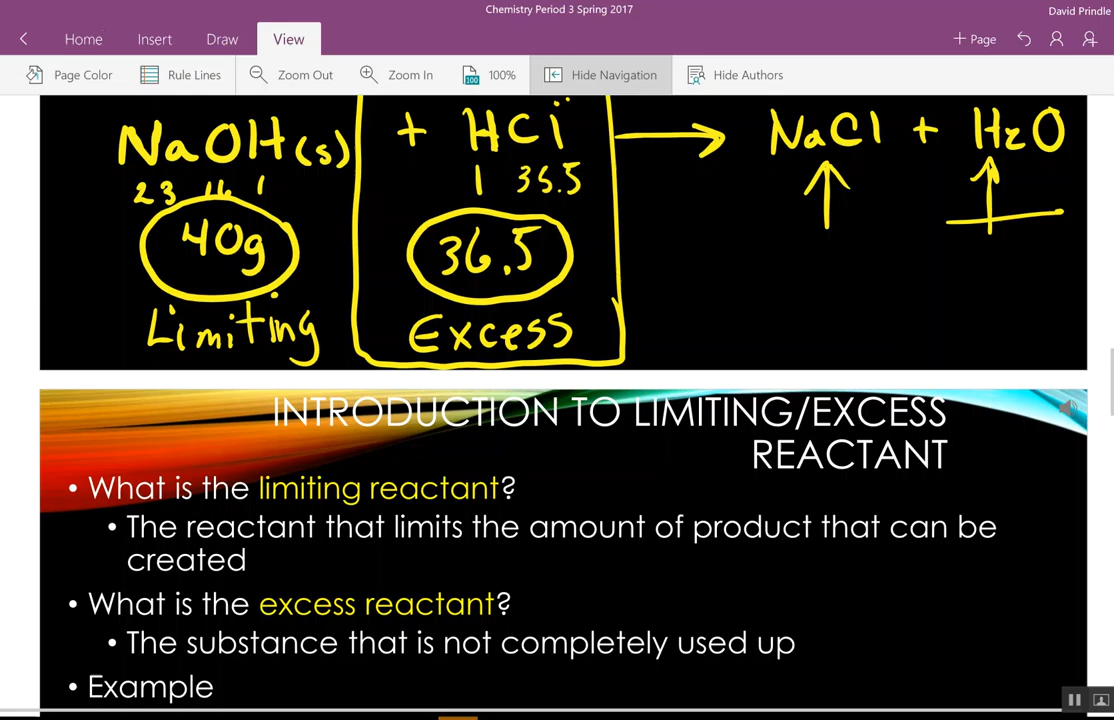 Chemistry Period 3 Spring 2017
David Prindle
Home Insert Draw View
+ Page
Page Color Rule Lines Zoom Out Zoom In 100% Hide Navigation Hide Authors
NaOH(s) + HCl → NaCl + H2O
23 16 1 1 35.5
40g 36.5
Limiting Excess
INTRODUCTION TO LIMITING/EXCESS
REACTANT
• What is the limiting reactant?
• The reactant that limits the amount of product that can be
created
• What is the excess reactant?
• The substance that is not completely used up
• Example